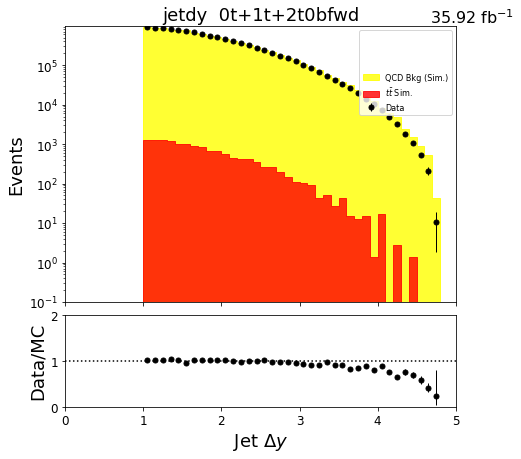 jetdy 0t+1t+2t0bfwd
35.92 fb⁻¹
Events
10⁵
10⁴
10³
10²
10¹
10⁰
10⁻¹
QCD Bkg (Sim.)
tt̄ Sim.
Data
Data/MC
2
1
0
0 1 2 3 4 5
Jet Δy